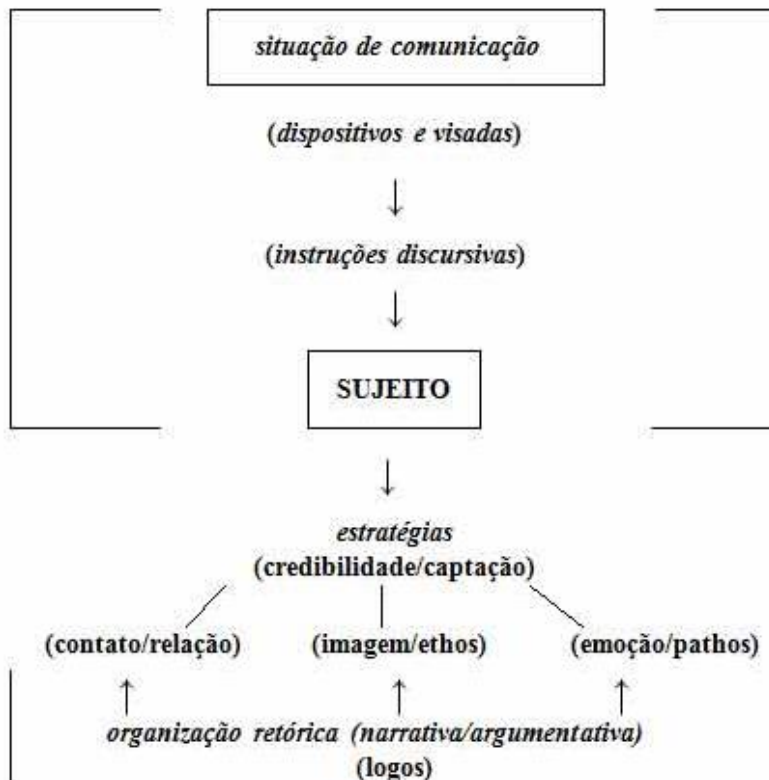 situação de comunicação
(dispositivos e visadas)
↓
(instruções discursivas)
↓
SUJEITO
↓
estratégias
(credibilidade/captação)
(contato/relação) (imagem/ethos) (emoção/pathos)
↑ ↑ ↑
organização retórica (narrativa/argumentativa)
(logos)